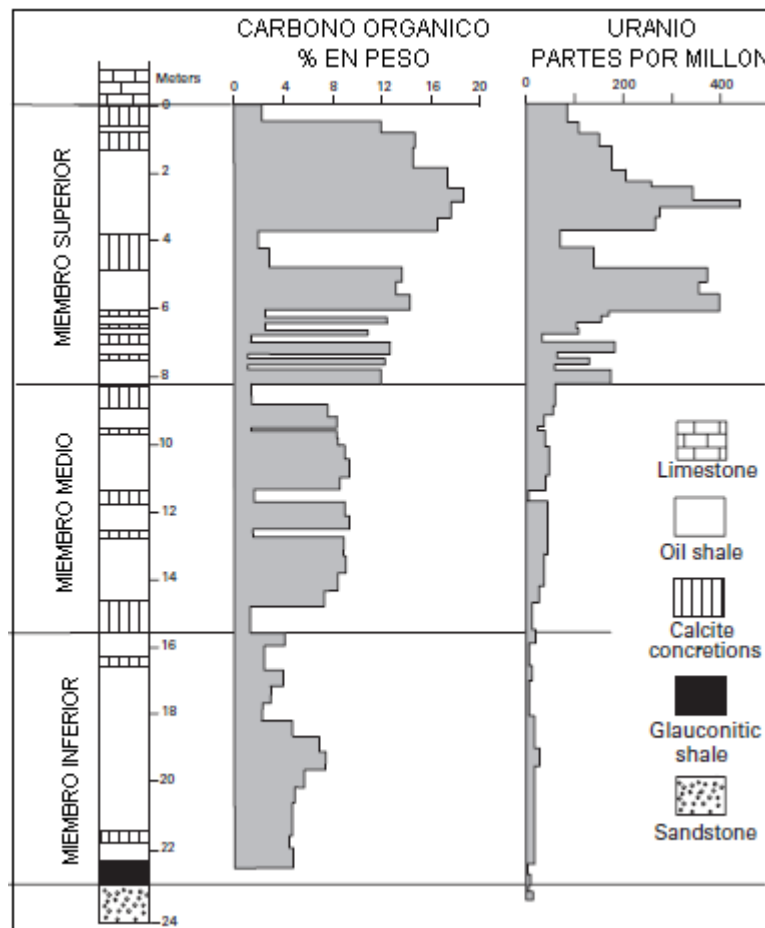 CARBONO ORGANICO
% EN PESO
URANIO
PARTES POR MILLON
Meters
0 4 8 12 16 20
0 200 400
0
2
4
6
8
10
12
14
16
18
20
22
24
MIEMBRO SUPERIOR
MIEMBRO MEDIO
MIEMBRO INFERIOR
Limestone
Oil shale
Calcite
concretions
Glauconitic
shale
Sandstone